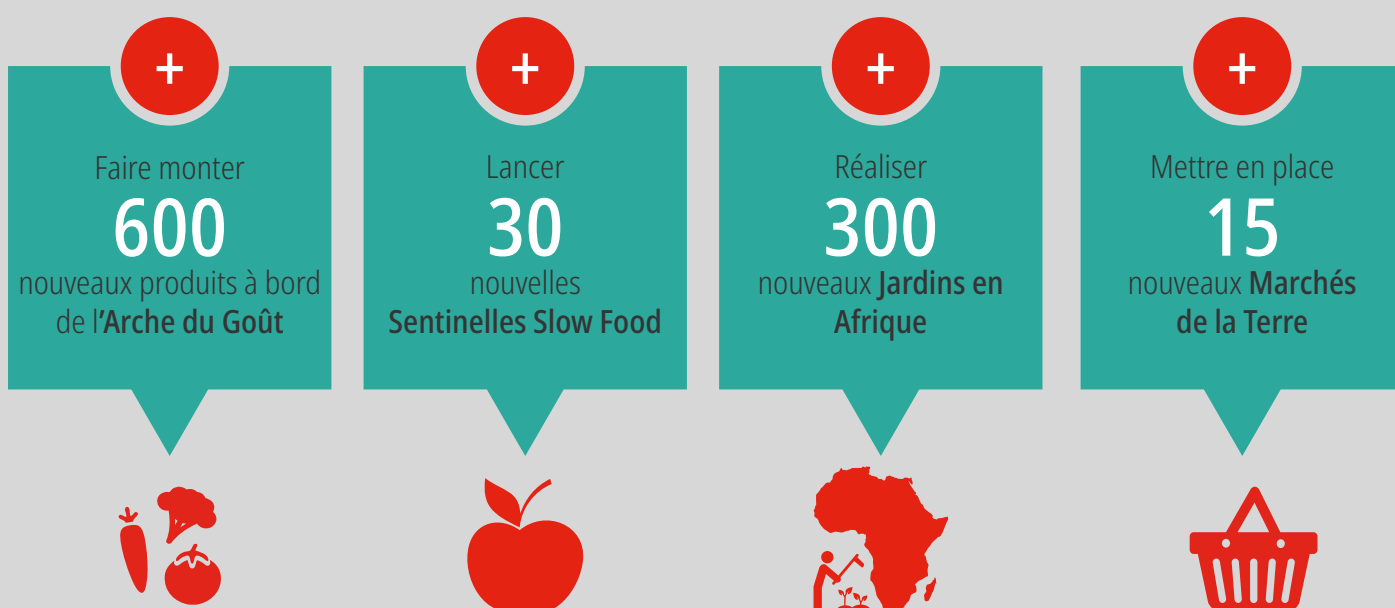 +
Faire monter
600
nouveaux produits à bord
de l'Arche du Goût
+
Lancer
30
nouvelles
Sentinelles Slow Food
+
Réaliser
300
nouveaux Jardins en
Afrique
+
Mettre en place
15
nouveaux Marchés
de la Terre